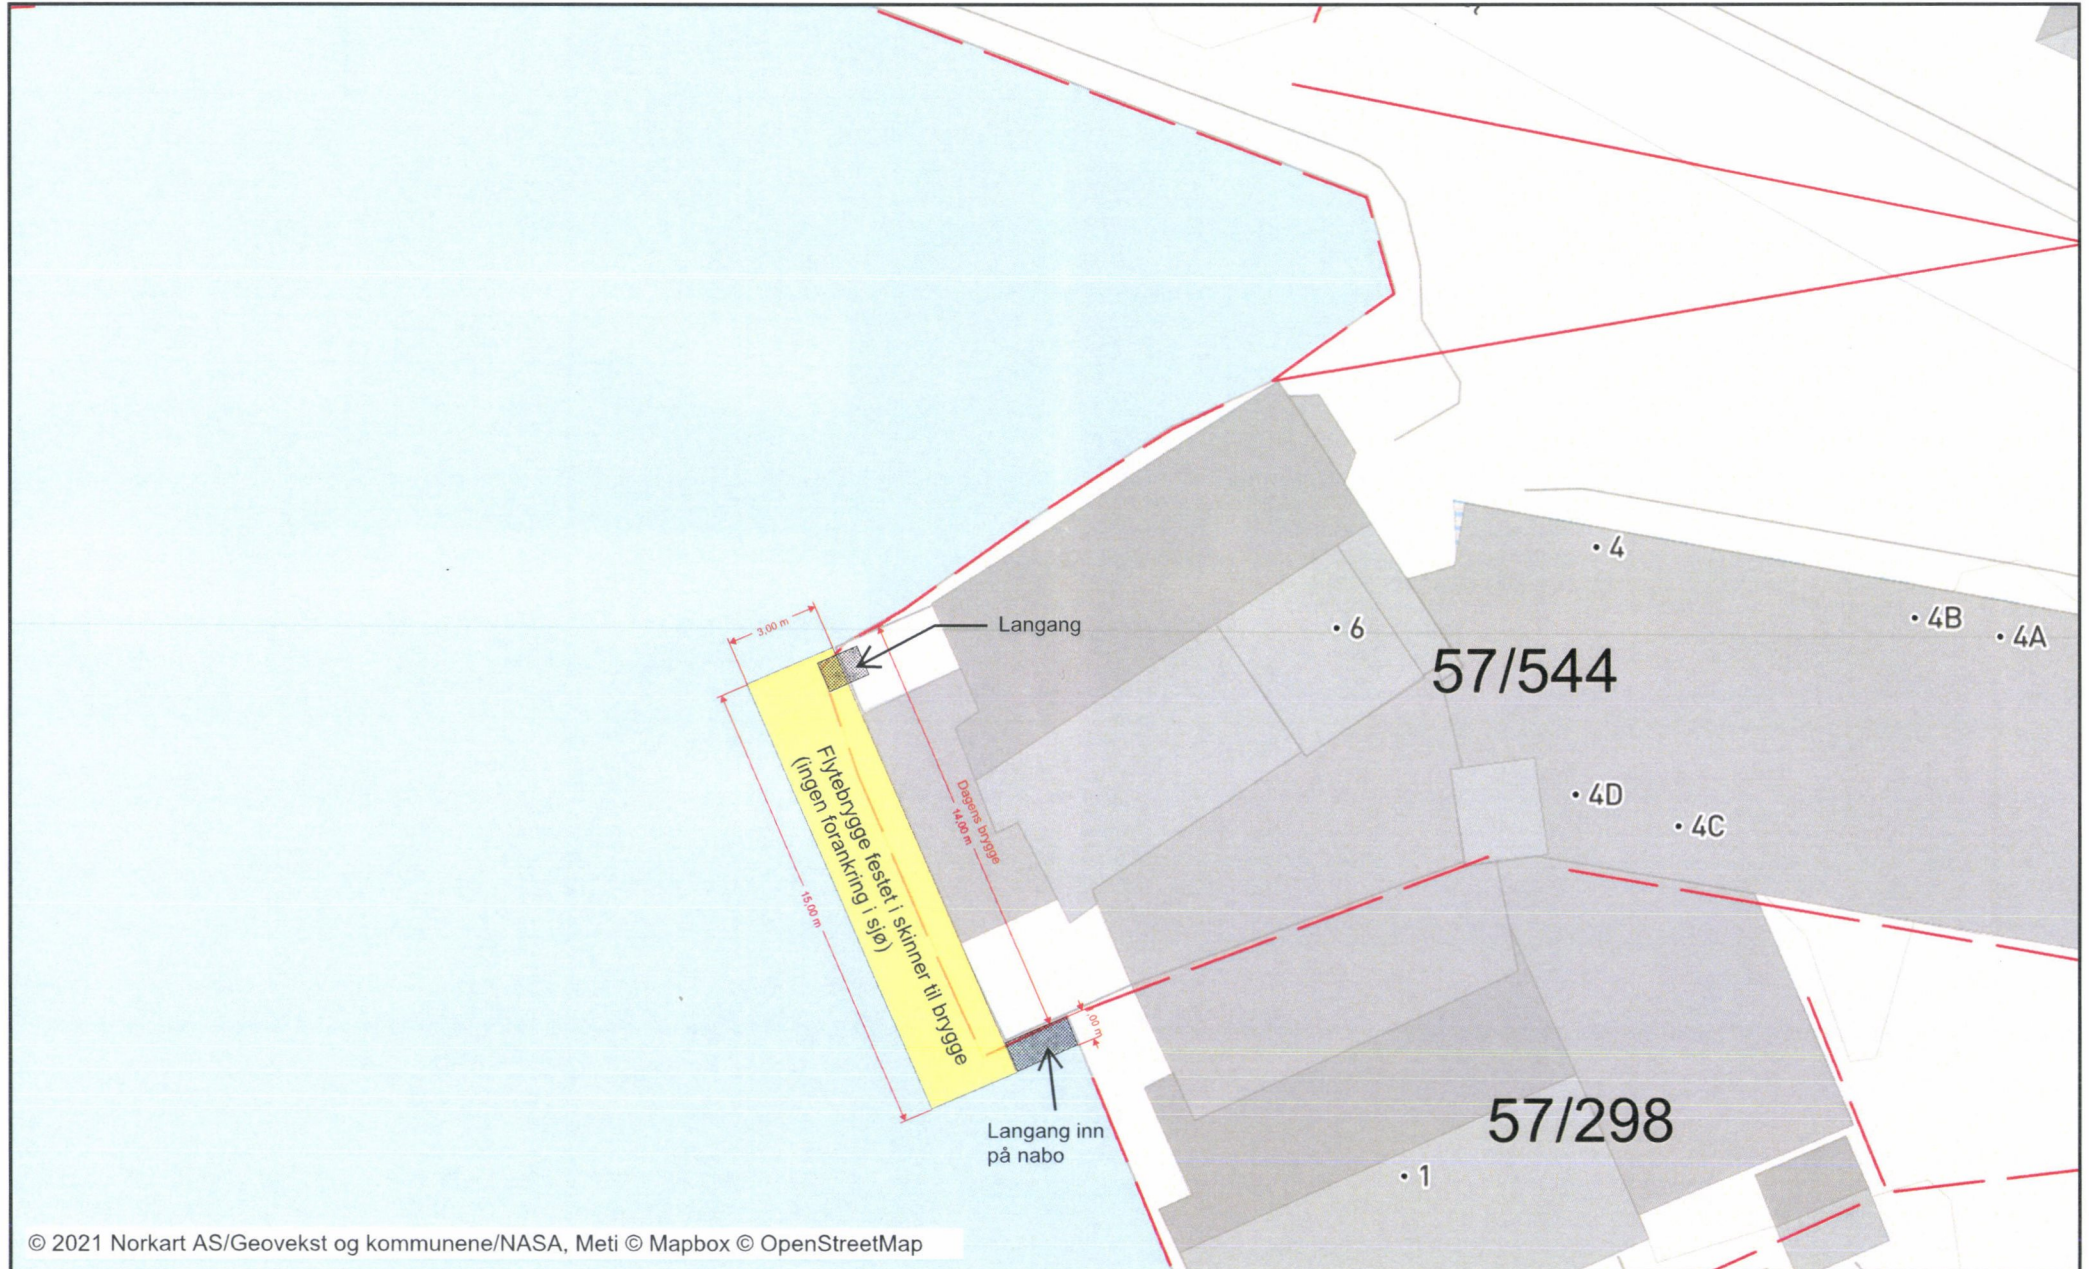 4
4B
4A
3,00 m
Langang
6
57/544
Flytebrygge festet i skinner til brygge
(ingen forankring i sjø)
Dagens brygge
14,00 m
4D
4C
15,00 m
Langang inn
på nabo
57/298
1
© 2021 Norkart AS/Geovekst og kommunene/NASA, Meti © Mapbox © OpenStreetMap